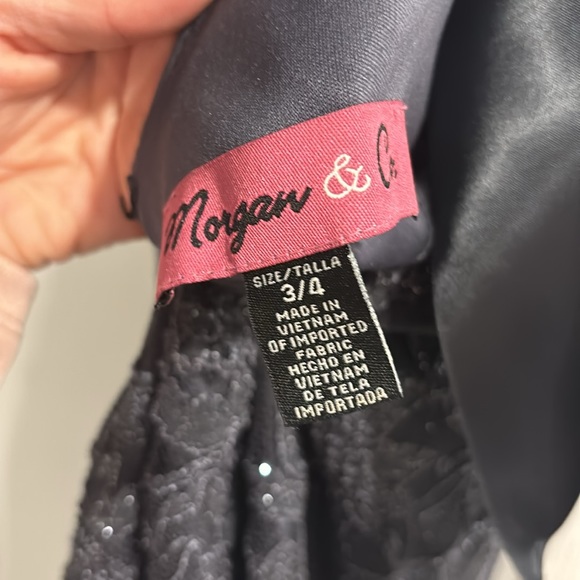 Morgan & Co.
SIZE/TALLA
3/4
MADE IN
VIETNAM
OF IMPORTED
FABRIC
HECHO EN
VIETNAM
DE TELA
IMPORTADA